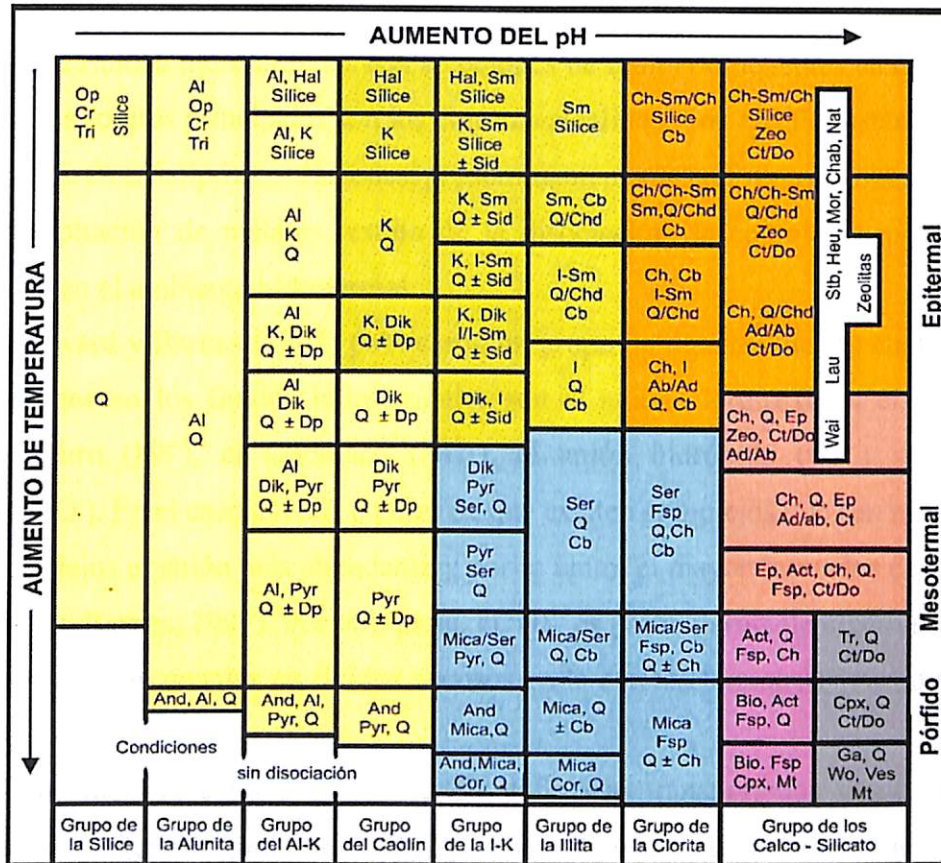 AUMENTO DEL pH
AUMENTO DE TEMPERATURA
Op
Cr
Tri
Sílice
Q
Grupo de
la Sílice
Al
Op
Cr
Tri
Al
Q
And, Al, Q
Grupo de
la Alunita
Al, Hal
Sílice
Al, K
Sílice
Al
K
Q
Al
K, Dik
Q ± Dp
Al
Dik
Q ± Dp
Al
Dik, Pyr
Q ± Dp
Al, Pyr
Q ± Dp
And, Al,
Pyr, Q
Grupo
del Al-K
Hal
Sílice
K
Sílice
K
Q
K, Dik
Q ± Dp
Dik
Q ± Dp
Dik
Pyr
Q ± Dp
Pyr
Q ± Dp
And
Pyr, Q
Grupo
del Caolín
Condiciones
sin disociación
Hal, Sm
Sílice
K, Sm
Sílice
± Sid
K, Sm
Q ± Sid
K, I-Sm
Q ± Sid
K, Dik
I/I-Sm
Q ± Sid
Dik, I
Q ± Sid
Dik
Pyr
Ser, Q
Pyr
Ser
Q
Mica/Ser
Pyr, Q
And
Mica,Q
And,Mica,
Cor, Q
Grupo
de la I-K
Sm
Sílice
Sm, Cb
Q/Chd
I-Sm
Q/Chd
Cb
I
Q
Cb
Ser
Q
Cb
Mica/Ser
Q, Cb
Mica, Q
± Cb
Mica
Cor, Q
Grupo de
la Illita
Ch-Sm/Ch
Sílice
Cb
Ch/Ch-Sm
Sm,Q/Chd
Cb
Ch, Cb
I-Sm
Q/Chd
Ch, I
Ab/Ad
Q, Cb
Ser
Fsp
Q,Ch
Cb
Mica/Ser
Fsp, Cb
Q ± Ch
Mica
Fsp
Q ± Ch
Grupo de
la Clorita
Ch-Sm/Ch
Sílice
Zeo
Ct/Do
Ch/Ch-Sm
Q/Chd
Zeo
Ct/Do
Ch, Q/Chd
Ad/Ab
Ct/Do
Ch, Q, Ep
Zeo, Ct/Do
Ad/Ab
Ch, Q, Ep
Ad/ab, Ct
Ep, Act, Ch, Q,
Fsp, Ct/Do
Act, Q
Fsp, Ch
Tr, Q
Ct/Do
Bio, Act
Fsp, Q
Cpx, Q
Ct/Do
Bio, Fsp
Cpx, Mt
Ga, Q
Wo, Ves
Mt
Grupo de los
Calco - Silicato
Wai Lau Stb, Heu, Mor, Chab, Nat
Zeolitas
Epitermal
Mesotermal
Pórfido